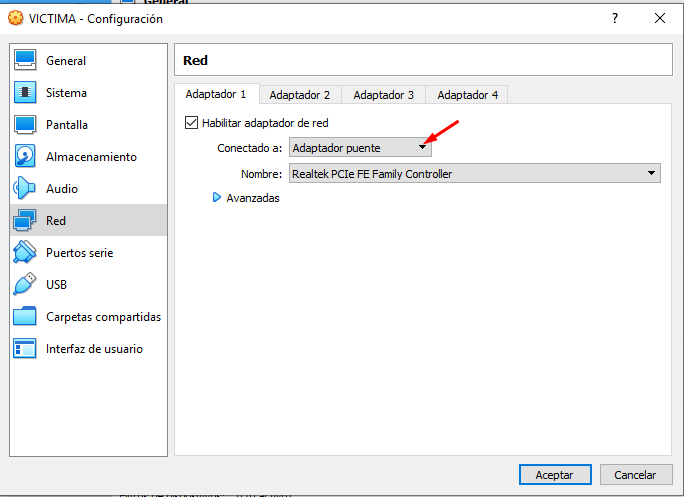 General
VICTIMA - Configuración
?
General
Sistema
Pantalla
Almacenamiento
Audio
Red
Puertos serie
USB
Carpetas compartidas
Interfaz de usuario
Red
Adaptador 1 Adaptador 2 Adaptador 3 Adaptador 4
Habilitar adaptador de red
Conectado a: Adaptador puente
Nombre: Realtek PCIe FE Family Controller
Avanzadas
Aceptar Cancelar